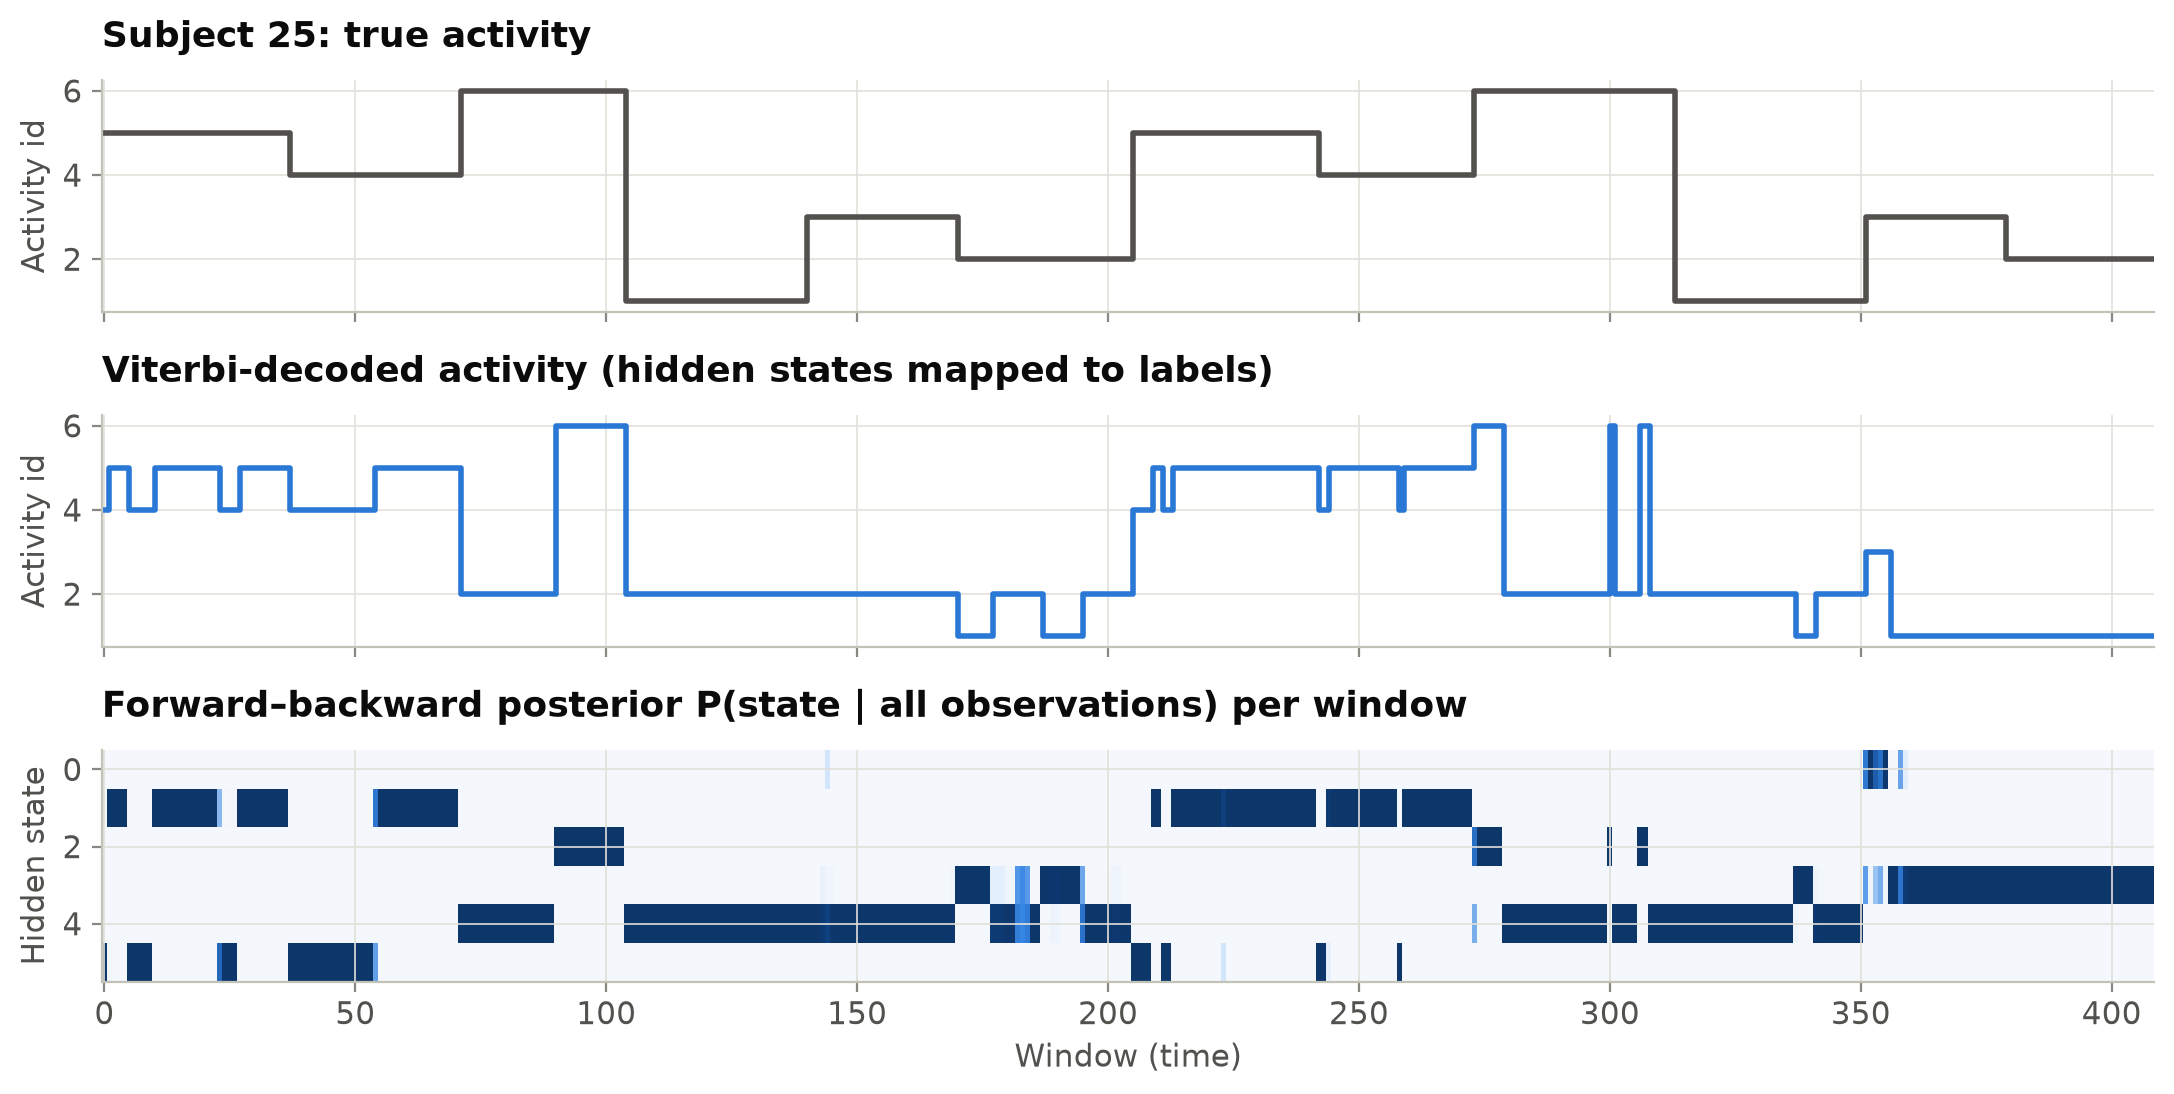 Subject 25: true activity
Activity id
6
4
2
Viterbi-decoded activity (hidden states mapped to labels)
Activity id
6
4
2
Forward–backward posterior P(state | all observations) per window
Hidden state
0
2
4
0 50 100 150 200 250 300 350 400
Window (time)